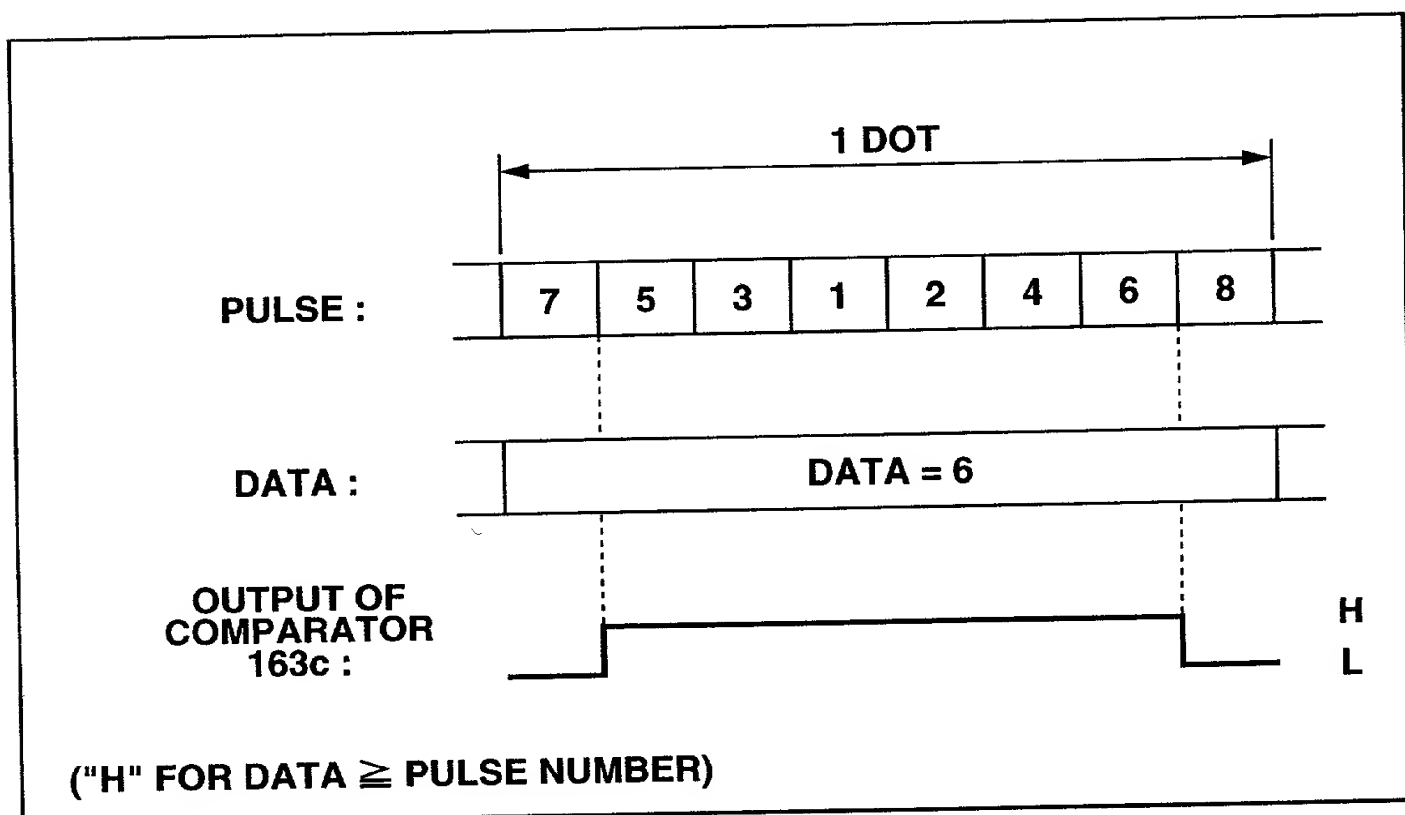 1 DOT
PULSE : 7 5 3 1 2 4 6 8
DATA : DATA = 6
OUTPUT OF
COMPARATOR
163c :
H
L
("H" FOR DATA ≧ PULSE NUMBER)